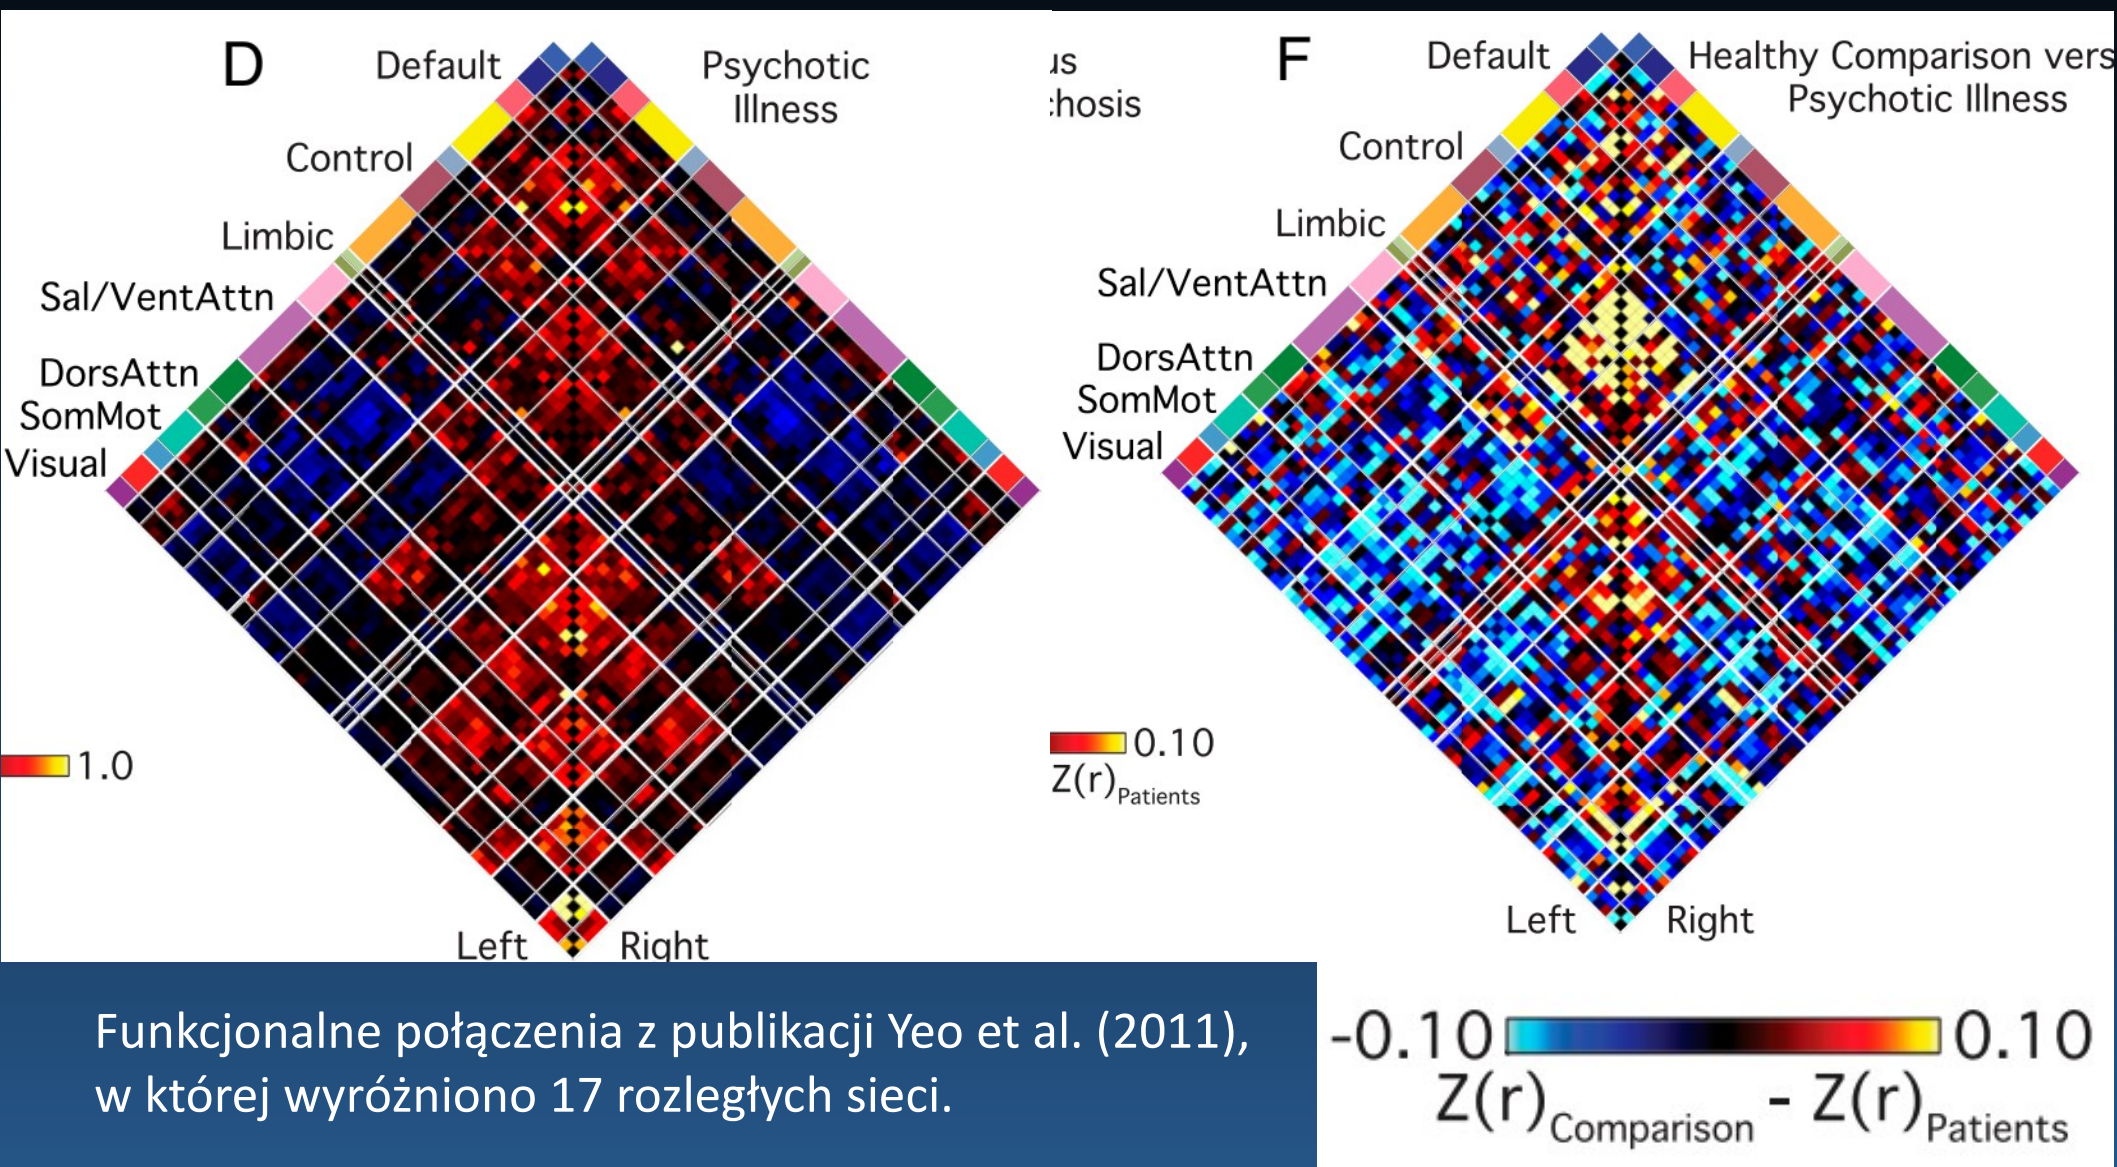 D
Default
Psychotic
Illness
Control
Limbic
Sal/VentAttn
DorsAttn
SomMot
Visual
1.0
Left
Right
us
chosis
F
Default
Healthy Comparison vers
Psychotic Illness
Control
Limbic
Sal/VentAttn
DorsAttn
SomMot
Visual
0.10
Z(r)Patients
Left
Right
Funkcjonalne połączenia z publikacji Yeo et al. (2011),
w której wyróżniono 17 rozległych sieci.
-0.10 0.10
Z(r)Comparison - Z(r)Patients